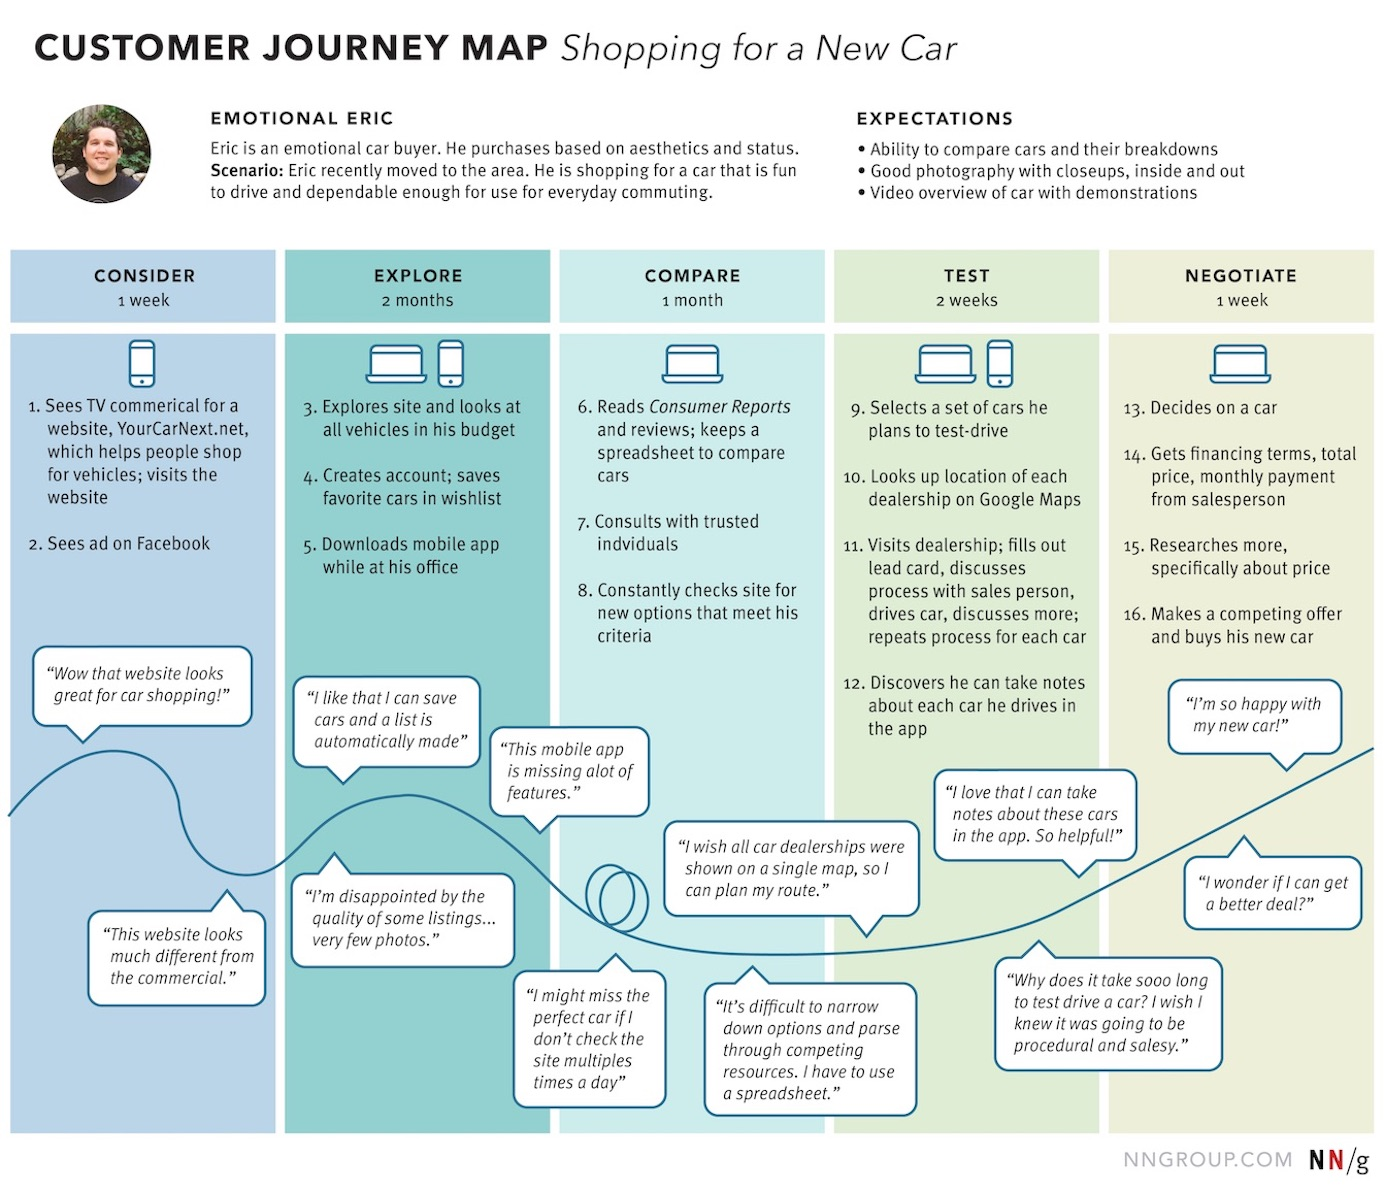 CUSTOMER JOURNEY MAP Shopping for a New Car
EMOTIONAL ERIC
Eric is an emotional car buyer. He purchases based on aesthetics and status.
Scenario: Eric recently moved to the area. He is shopping for a car that is fun
to drive and dependable enough for use for everyday commuting.
EXPECTATIONS
• Ability to compare cars and their breakdowns
• Good photography with closeups, inside and out
• Video overview of car with demonstrations
CONSIDER
1 week
EXPLORE
2 months
COMPARE
1 month
TEST
2 weeks
NEGOTIATE
1 week
1. Sees TV commerical for a
website, YourCarNext.net,
which helps people shop
for vehicles; visits the
website
2. Sees ad on Facebook
3. Explores site and looks at
all vehicles in his budget
4. Creates account; saves
favorite cars in wishlist
5. Downloads mobile app
while at his office
6. Reads Consumer Reports
and reviews; keeps a
spreadsheet to compare
cars
7. Consults with trusted
indviduals
8. Constantly checks site for
new options that meet his
criteria
9. Selects a set of cars he
plans to test-drive
10. Looks up location of each
dealership on Google Maps
11. Visits dealership; fills out
lead card, discusses
process with sales person,
drives car, discusses more;
repeats process for each car
12. Discovers he can take notes
about each car he drives in
the app
13. Decides on a car
14. Gets financing terms, total
price, monthly payment
from salesperson
15. Researches more,
specifically about price
16. Makes a competing offer
and buys his new car
“Wow that website looks
great for car shopping!”
“This website looks
much different from
the commercial.”
“I like that I can save
cars and a list is
automatically made”
“I’m disappointed by the
quality of some listings...
very few photos.”
“This mobile app
is missing alot of
features.”
“I might miss the
perfect car if I
don’t check the
site multiples
times a day”
“I wish all car dealerships were
shown on a single map, so I
can plan my route.”
“It’s difficult to narrow
down options and parse
through competing
resources. I have to use
a spreadsheet.”
“I love that I can take
notes about these cars
in the app. So helpful!”
“Why does it take sooo long
to test drive a car? I wish I
knew it was going to be
procedural and salesy.”
“I’m so happy with
my new car!”
“I wonder if I can get
a better deal?”
NNGROUP.COM NN/g